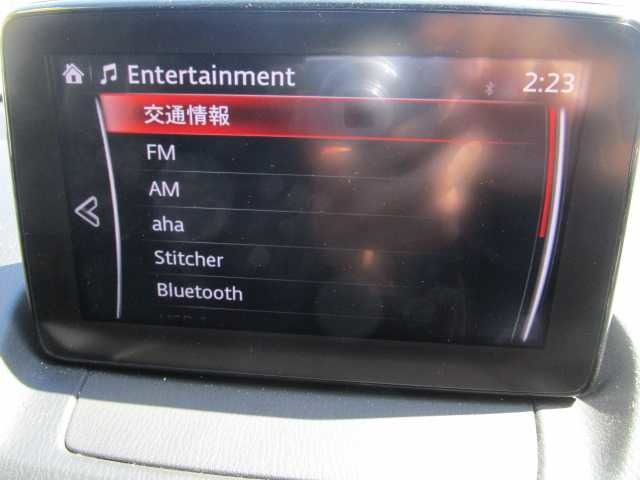 Entertainment
2:23
交通情報
FM
AM
aha
Stitcher
Bluetooth